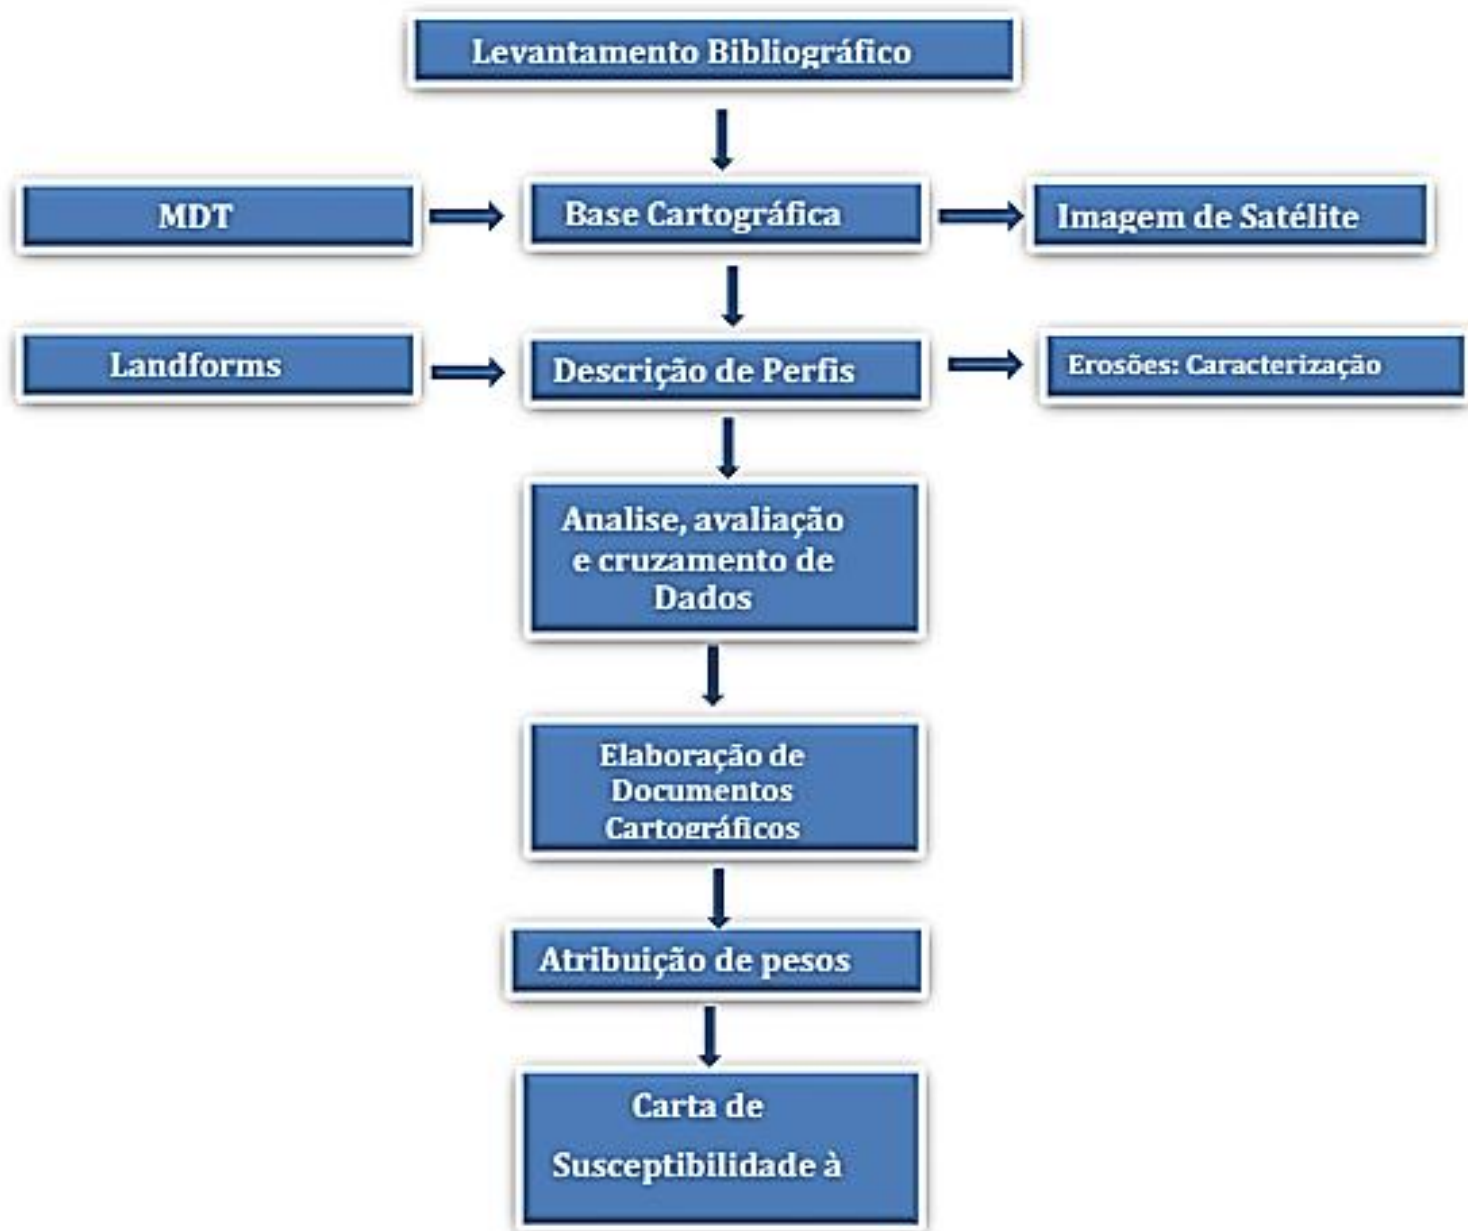 Levantamento Bibliográfico
MDT
Base Cartográfica
Imagem de Satélite
Landforms
Descrição de Perfis
Erosões: Caracterização
Analise, avaliação
e cruzamento de
Dados
Elaboração de
Documentos
Cartográficos
Atribuição de pesos
Carta de
Susceptibilidade à